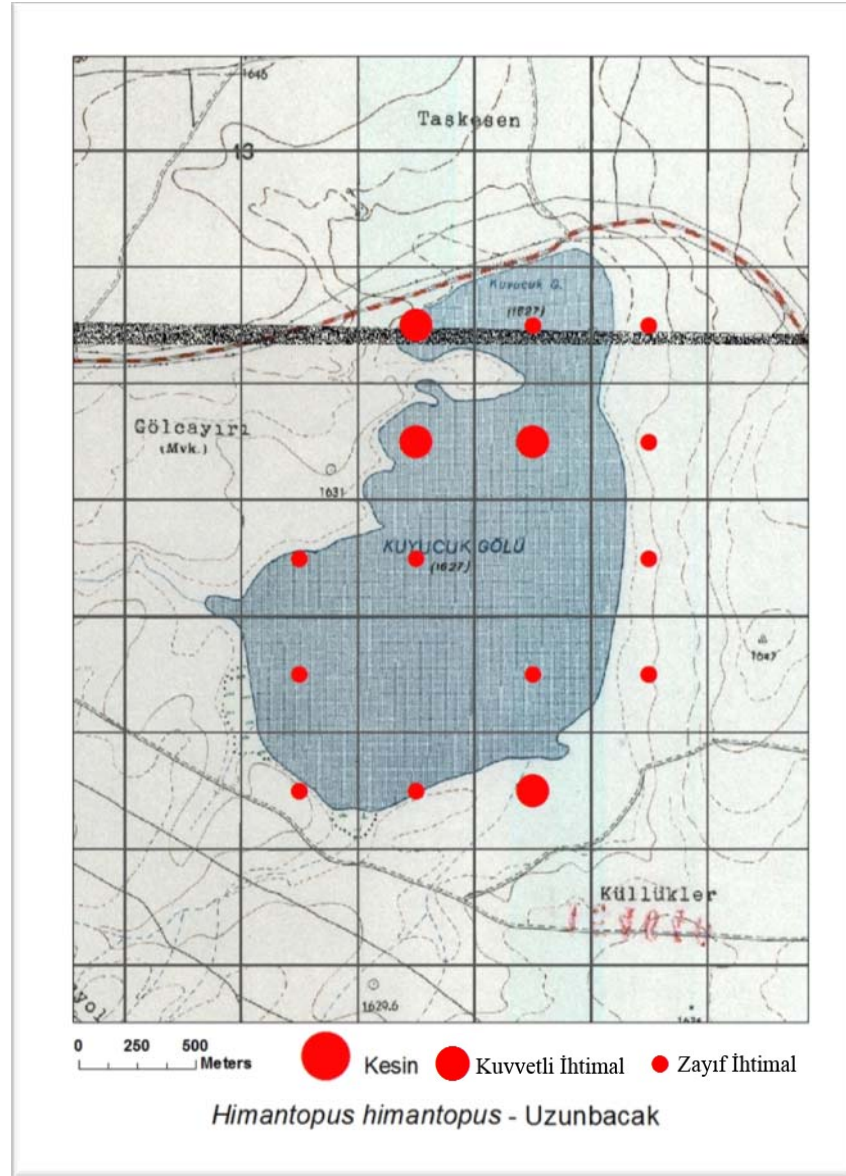 1645
Taşkesen
13
Kuyucuk G.
(1627)
Gölcayırı
(Mvk.)
1631
KUYUCUK GÖLÜ
(1627)
1647
Küllükler
1629.6
yol
0 250 500
Meters
Kesin Kuvvetli İhtimal Zayıf İhtimal
Himantopus himantopus - Uzunbacak